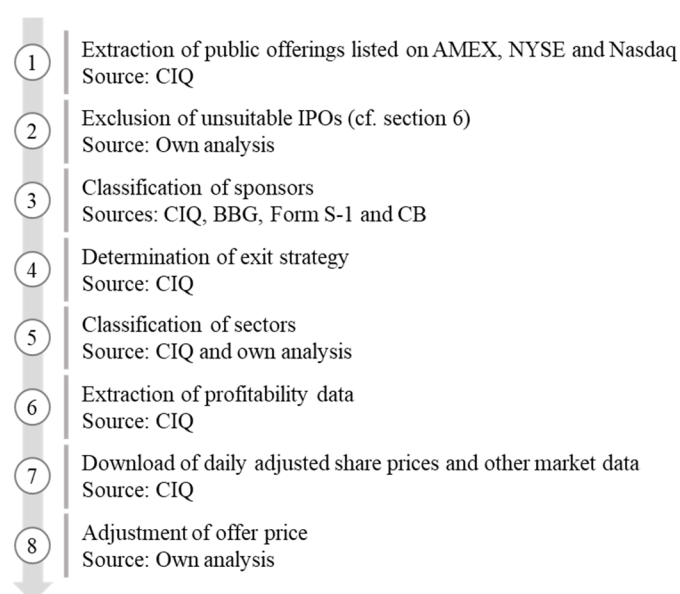 1
Extraction of public offerings listed on AMEX, NYSE and Nasdaq
Source: CIQ
2
Exclusion of unsuitable IPOs (cf. section 6)
Source: Own analysis
3
Classification of sponsors
Sources: CIQ, BBG, Form S-1 and CB
4
Determination of exit strategy
Source: CIQ
5
Classification of sectors
Source: CIQ and own analysis
6
Extraction of profitability data
Source: CIQ
7
Download of daily adjusted share prices and other market data
Source: CIQ
8
Adjustment of offer price
Source: Own analysis